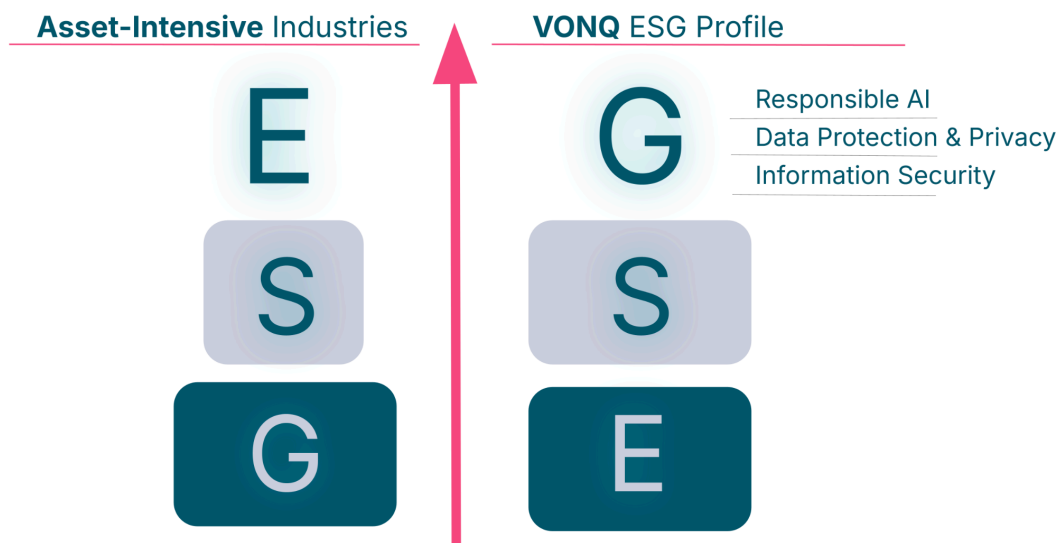 Asset-Intensive Industries
E
S
G
VONQ ESG Profile
G
Responsible AI
Data Protection & Privacy
Information Security
S
E